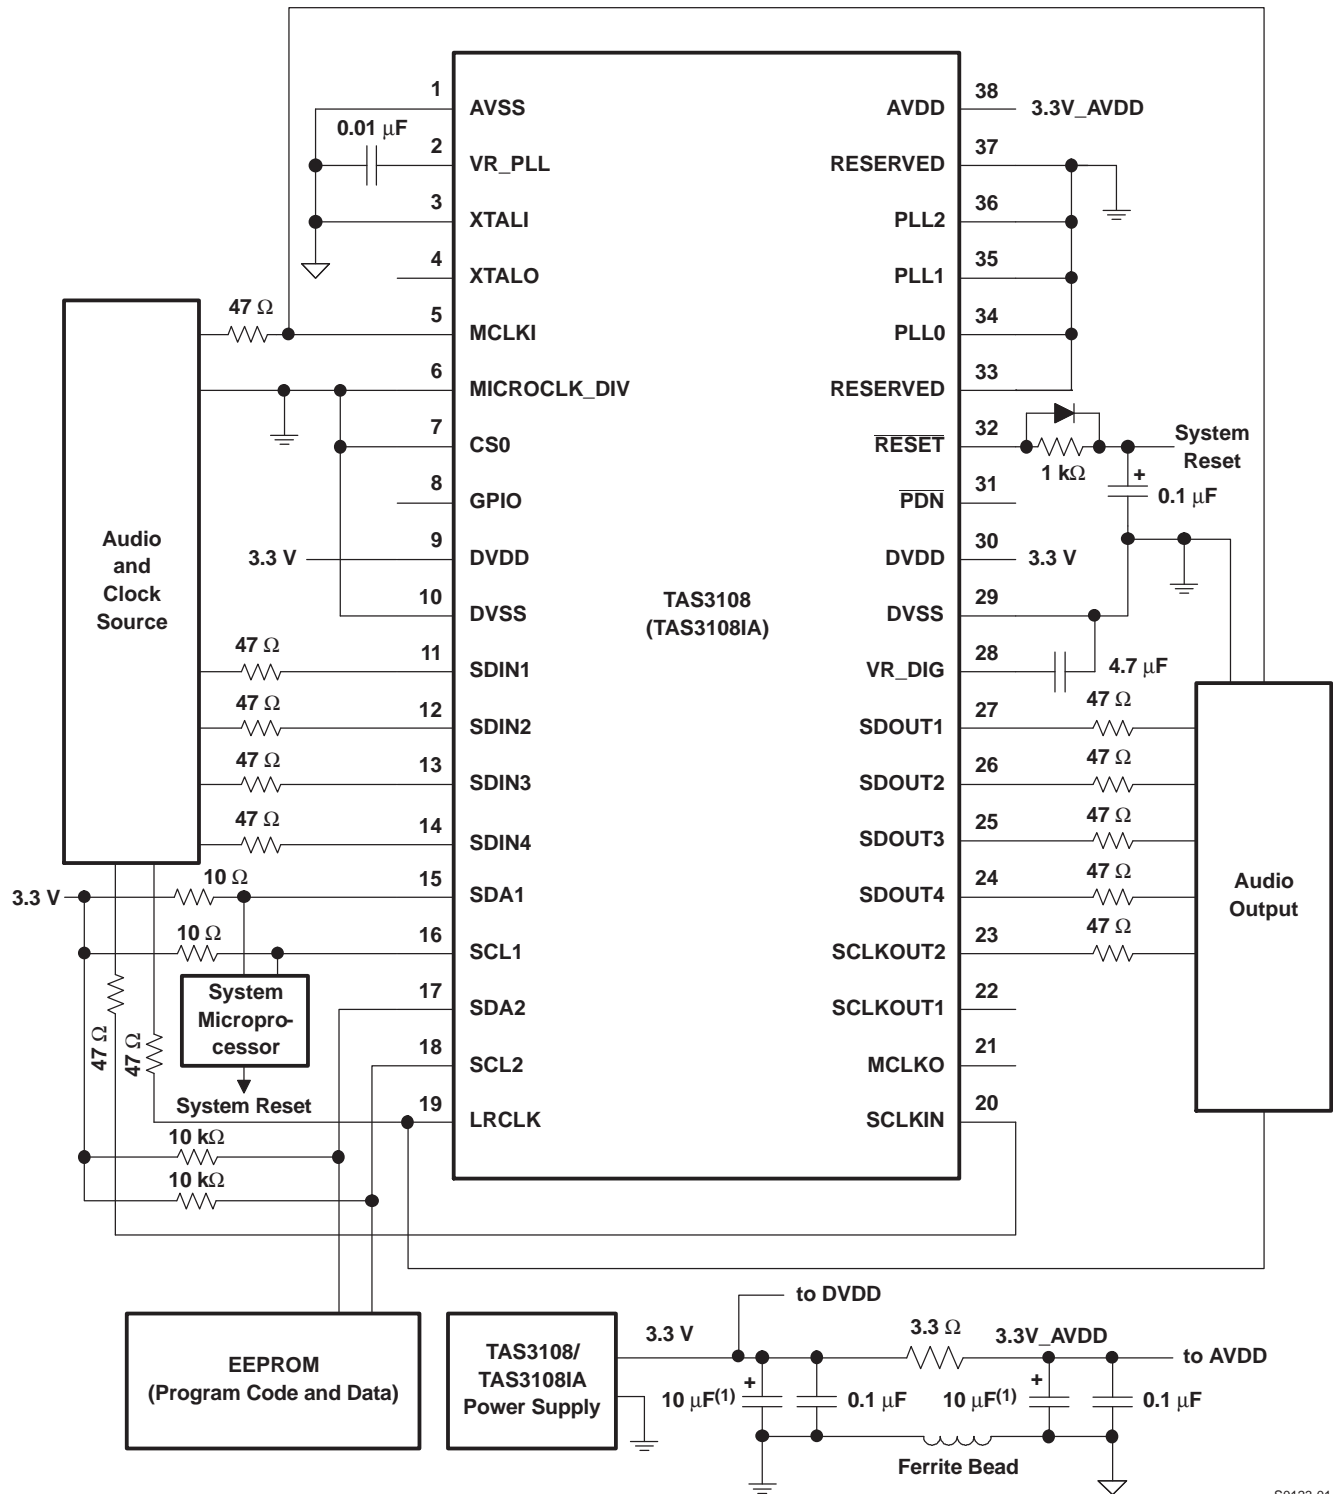 1
AVSS
38
AVDD
3.3V_AVDD
0.01 μF
2
VR_PLL
37
RESERVED
3
XTALI
36
PLL2
4
XTALO
35
PLL1
47 Ω
5
MCLKI
34
PLL0
6
MICROCLK_DIV
33
RESERVED
7
CS0
32
RESET
1 kΩ
System
Reset
8
GPIO
31
PDN
+
0.1 μF
Audio
and
Clock
Source
3.3 V
9
DVDD
30
DVDD
3.3 V
10
DVSS
TAS3108
(TAS3108IA)
29
DVSS
47 Ω
11
SDIN1
28
VR_DIG
4.7 μF
47 Ω
12
SDIN2
27
SDOUT1
47 Ω
47 Ω
13
SDIN3
26
SDOUT2
47 Ω
47 Ω
14
SDIN4
25
SDOUT3
47 Ω
3.3 V
10 Ω
15
SDA1
24
SDOUT4
47 Ω
Audio
Output
10 Ω
16
SCL1
23
SCLKOUT2
47 Ω
System
Micropro-
cessor
17
SDA2
22
SCLKOUT1
47 Ω
47 Ω
18
SCL2
21
MCLKO
System Reset
19
LRCLK
20
SCLKIN
10 kΩ
10 kΩ
EEPROM
(Program Code and Data)
TAS3108/
TAS3108IA
Power Supply
3.3 V
to DVDD
3.3 Ω
3.3V_AVDD
to AVDD
+
10 μF(1)
0.1 μF
+
10 μF(1)
0.1 μF
Ferrite Bead